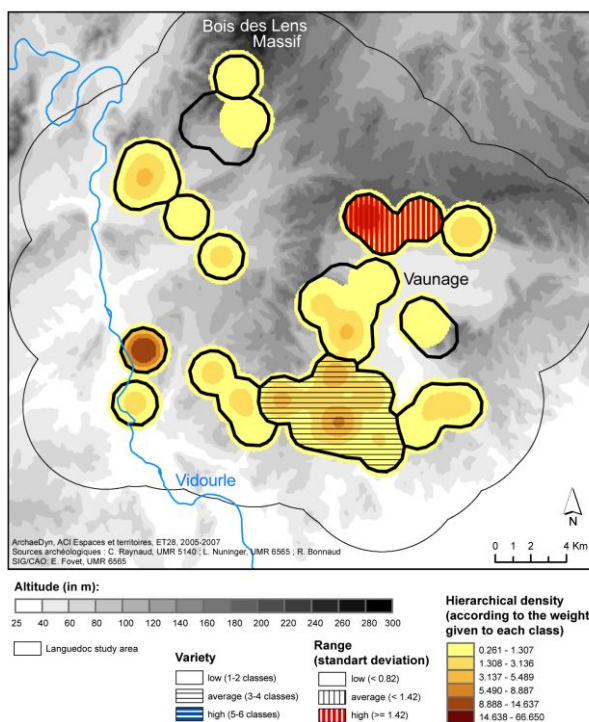 Bois des Lens
Massif
Vaunage
Vidourle
N
ArchaeDyn, ACI Espaces et territoires, ET28, 2005-2007
Sources archéologiques : C. Raynaud, UMR 5140 ; L. Nuninger, UMR 6565 ; R. Bonnaud
SIG/CAO: E. Fovet, UMR 6565
0 1 2 4 Km
Altitude (in m):
25 40 60 80 100 120 140 160 180 200 220 240 260 280 300
Languedoc study area
Variety
low (1-2 classes)
average (3-4 classes)
high (5-6 classes)
Range
(standart deviation)
low (< 0.82)
average (< 1.42)
high (>= 1.42)
Hierarchical density
(according to the weight
given to each class)
0.261 - 1.307
1.308 - 3.136
3.137 - 5.489
5.490 - 8.887
8.888 - 14.637
14.638 - 66.650